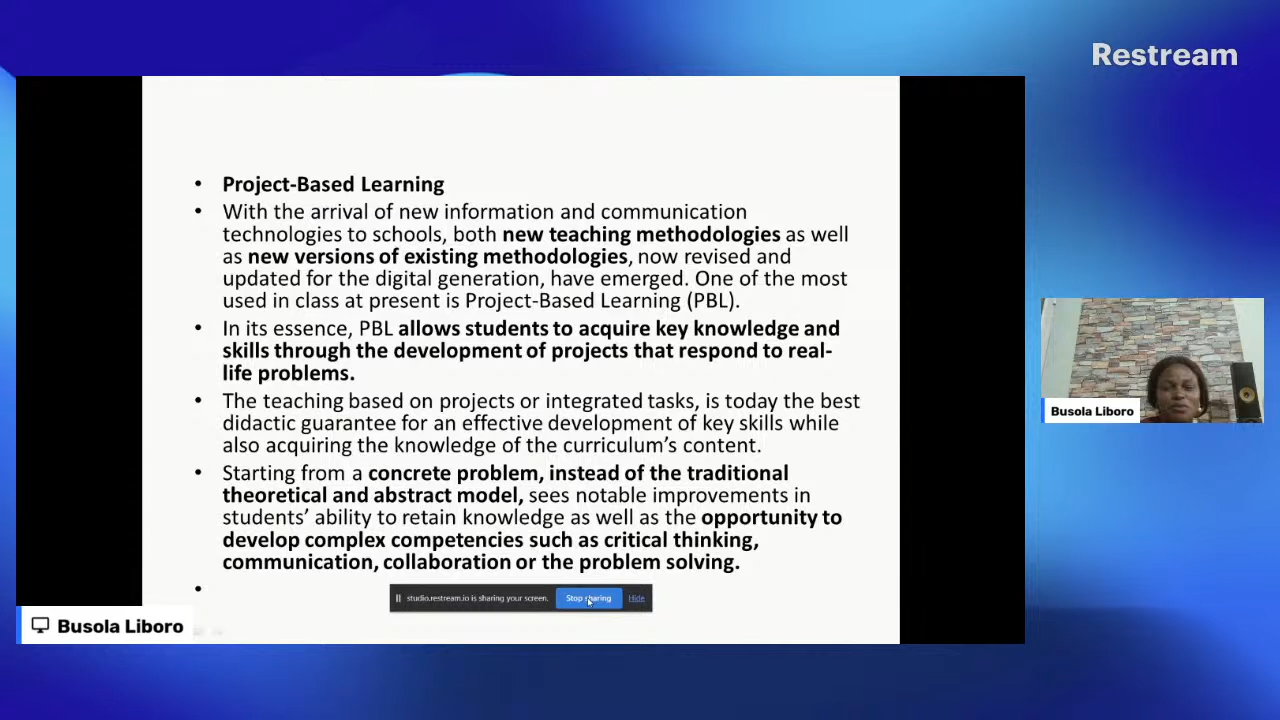 Restream
• Project-Based Learning
• With the arrival of new information and communication
technologies to schools, both new teaching methodologies as well
as new versions of existing methodologies, now revised and
updated for the digital generation, have emerged. One of the most
used in class at present is Project-Based Learning (PBL).
• In its essence, PBL allows students to acquire key knowledge and
skills through the development of projects that respond to real-
life problems.
• The teaching based on projects or integrated tasks, is today the best
didactic guarantee for an effective development of key skills while
also acquiring the knowledge of the curriculum’s content.
• Starting from a concrete problem, instead of the traditional
theoretical and abstract model, sees notable improvements in
students’ ability to retain knowledge as well as the opportunity to
develop complex competencies such as critical thinking,
communication, collaboration or the problem solving.
•
studio.restream.io is sharing your screen. Stop sharing Hide
Busola Liboro
Busola Liboro